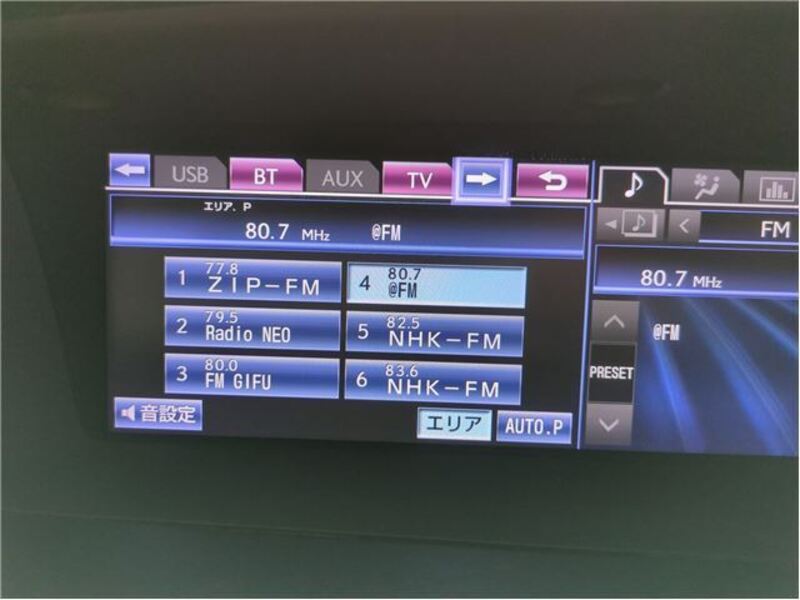 USB BT AUX TV
エリア. P
80.7 MHz @FM
1 77.8 ZIP-FM
2 79.5 Radio NEO
3 80.0 FM GIFU
4 80.7 @FM
5 82.5 NHK-FM
6 83.6 NHK-FM
音設定 エリア AUTO.P
FM
80.7 MHz
@FM
PRESET